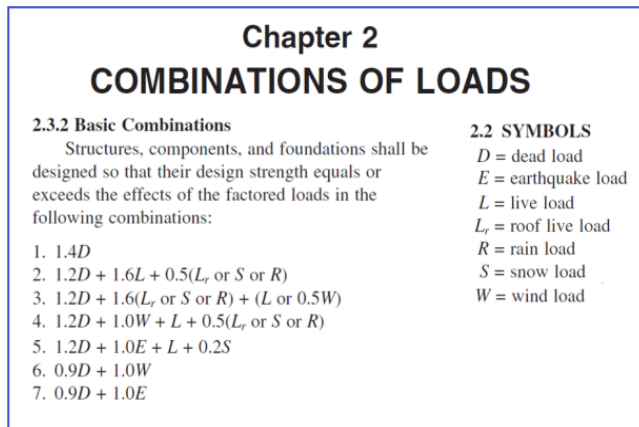 Chapter 2
COMBINATIONS OF LOADS
2.3.2 Basic Combinations
Structures, components, and foundations shall be
designed so that their design strength equals or
exceeds the effects of the factored loads in the
following combinations:
1. 1.4D
2. 1.2D + 1.6L + 0.5(Lᵣ or S or R)
3. 1.2D + 1.6(Lᵣ or S or R) + (L or 0.5W)
4. 1.2D + 1.0W + L + 0.5(Lᵣ or S or R)
5. 1.2D + 1.0E + L + 0.2S
6. 0.9D + 1.0W
7. 0.9D + 1.0E
2.2 SYMBOLS
D = dead load
E = earthquake load
L = live load
Lᵣ = roof live load
R = rain load
S = snow load
W = wind load